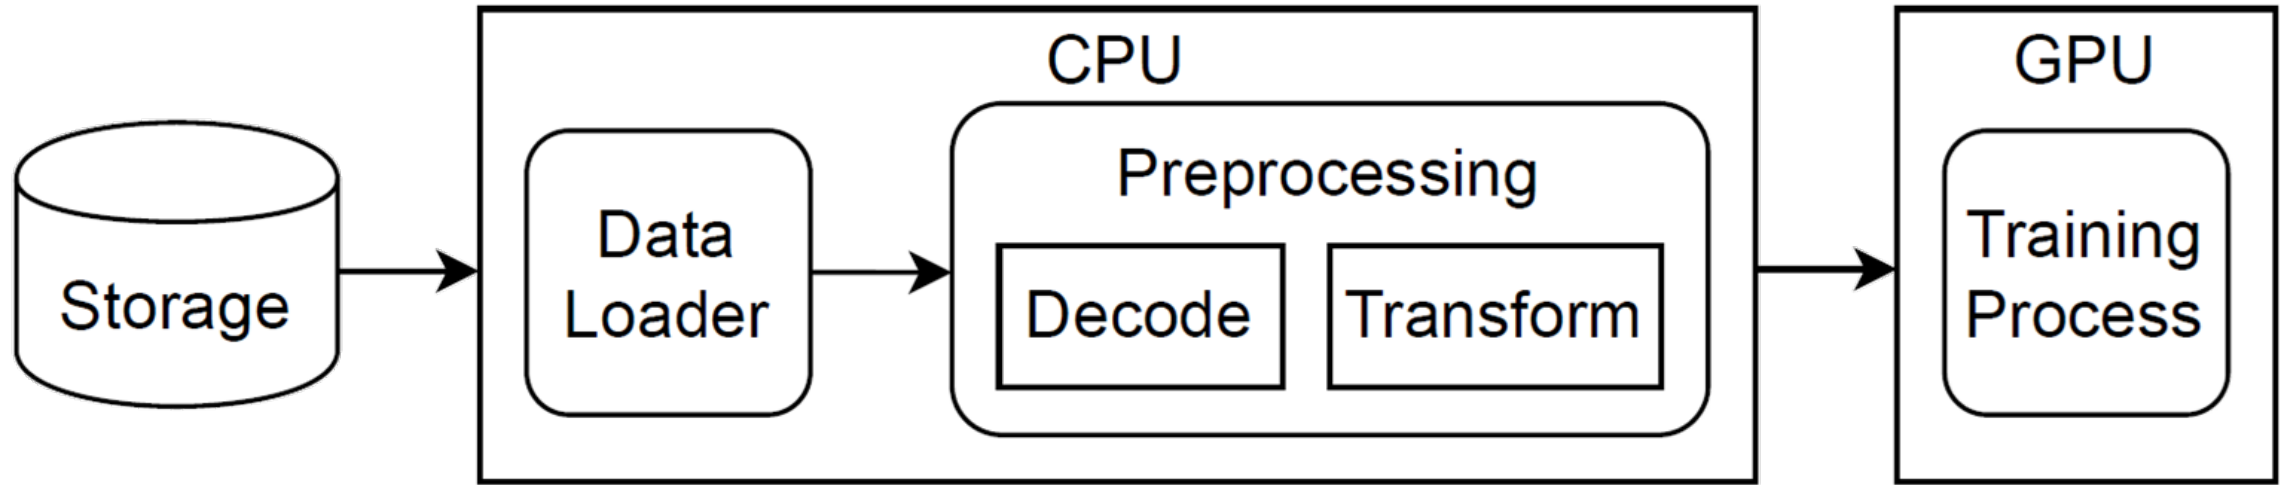 Storage
CPU
Data
Loader
Preprocessing
Decode
Transform
GPU
Training
Process